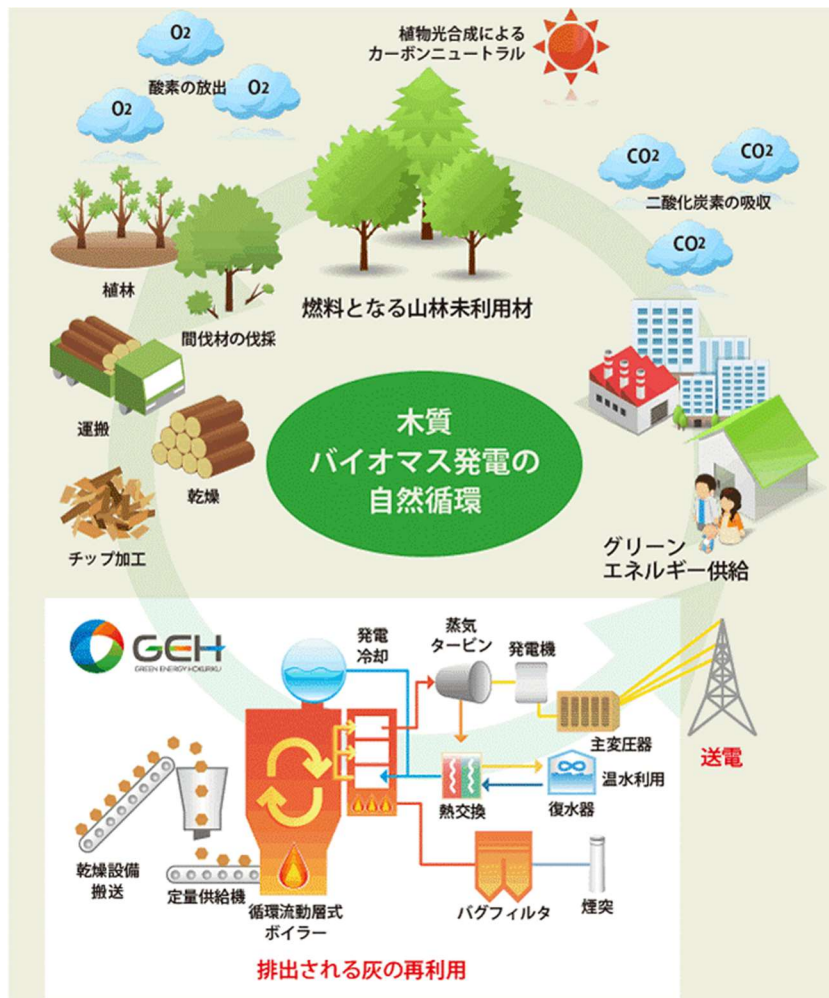 O2
酸素の放出
O2
O2
植物光合成による
カーボンニュートラル
CO2
CO2
二酸化炭素の吸収
CO2
植林
間伐材の伐採
燃料となる山林未利用材
運搬
乾燥
チップ加工
木質
バイオマス発電の
自然循環
グリーン
エネルギー供給
GEH
GREEN ENERGY HOKURIKU
発電
冷却
蒸気
タービン
発電機
主変圧器
送電
熱交換
温水利用
復水器
乾燥設備
搬送
定量供給機
循環流動層式
ボイラー
バグフィルタ
煙突
排出される灰の再利用